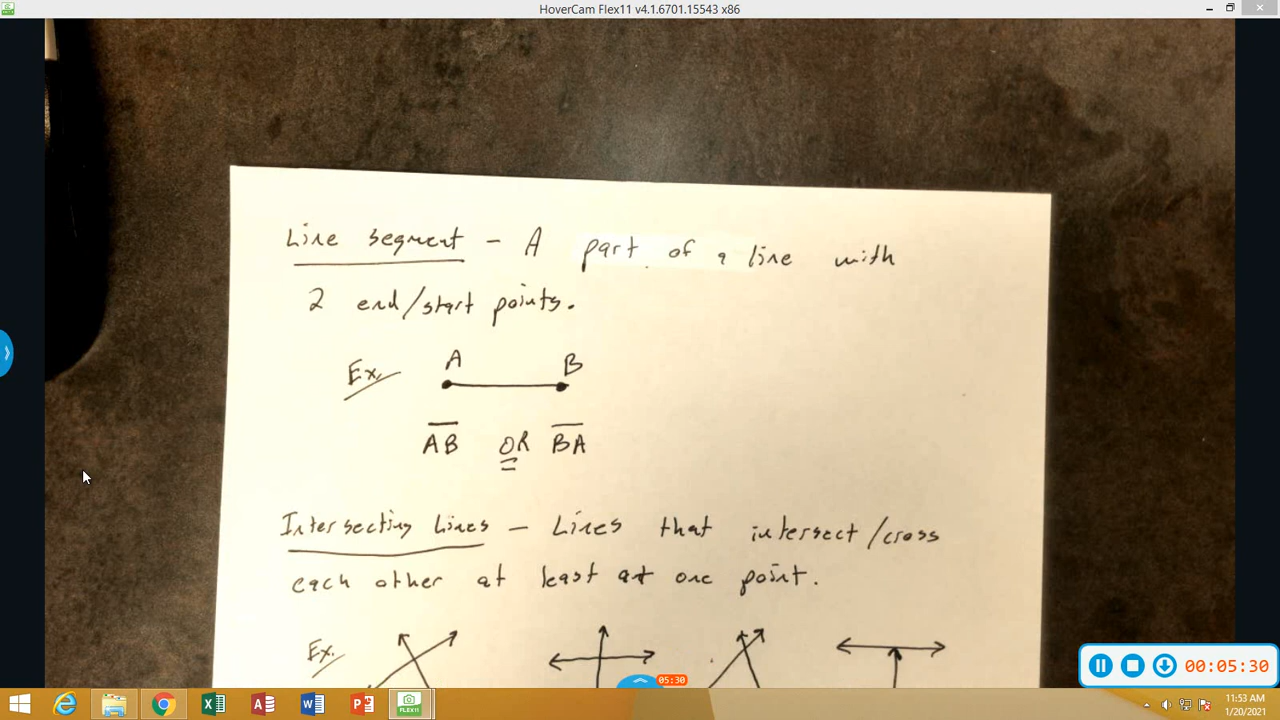 HoverCam Flex11 v4.1.6701.15543 x86
Line segment - A part of a line with
2 end/start points.
Ex.
A B
AB OR BA
Intersecting Lines - Lines that intersect/cross
each other at least at one point.
Ex.
05:30
00:05:30
FLEX11
11:53 AM
1/20/2021